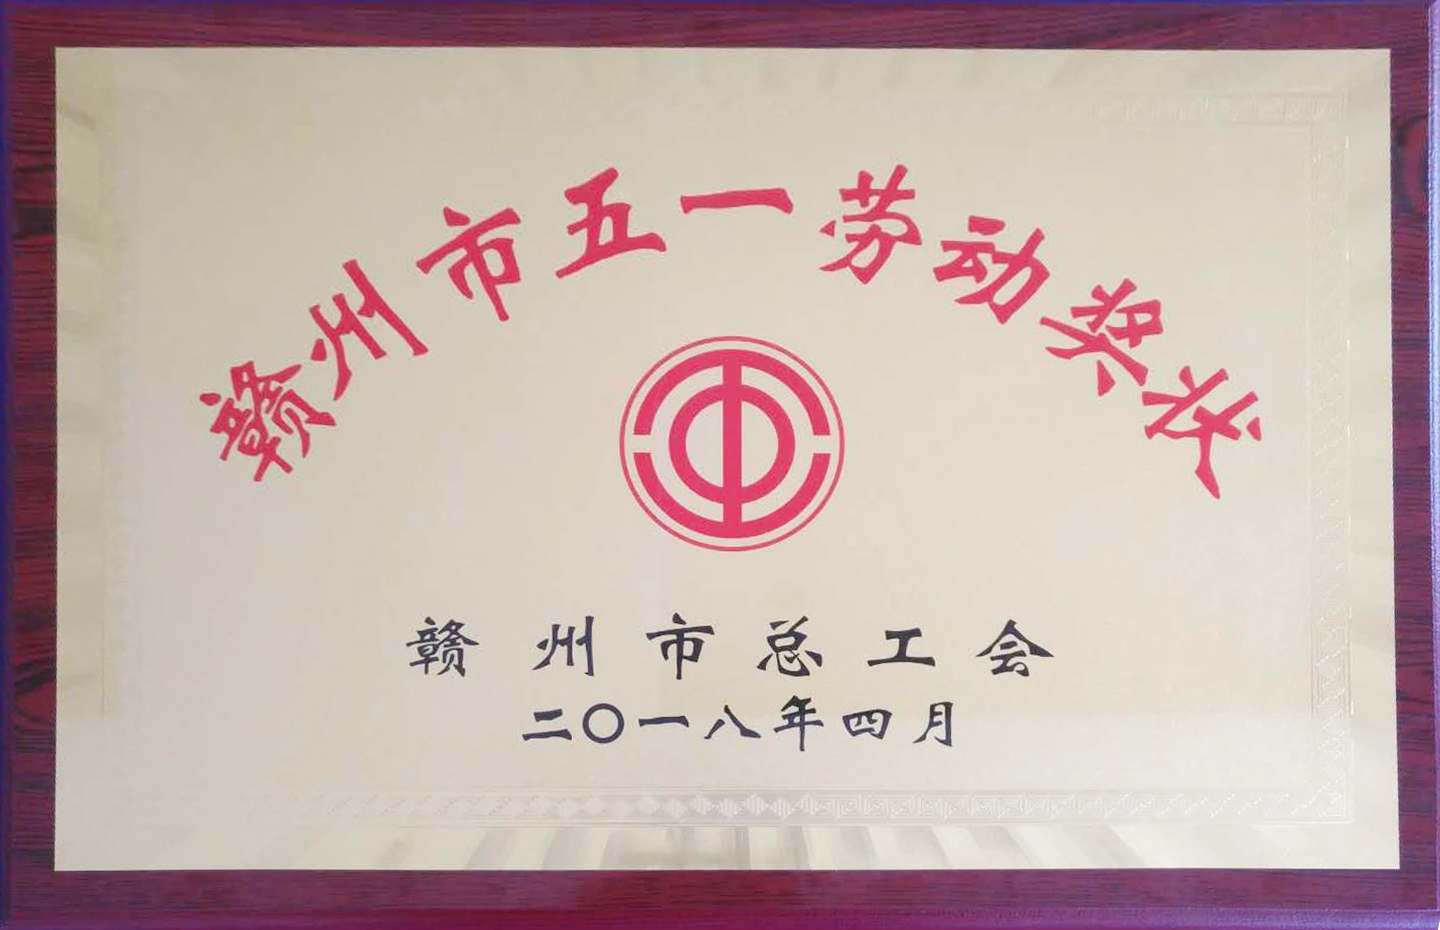 赣州市五一劳动奖状
赣州市总工会
二〇一八年四月